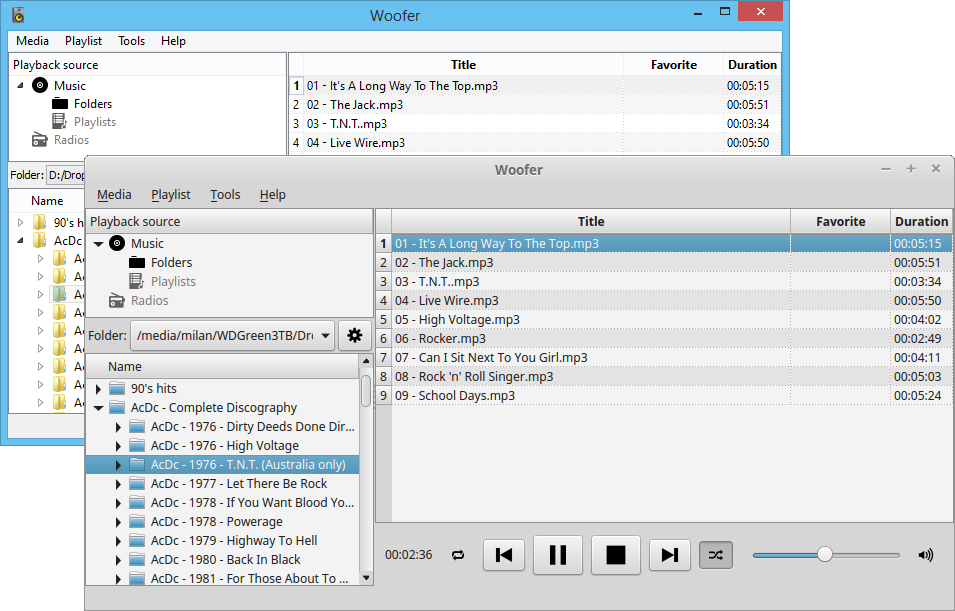 Woofer
Media Playlist Tools Help
Playback source
Music
Folders
Playlists
Radios
Title Favorite Duration
1 01 - It's A Long Way To The Top.mp3 00:05:15
2 02 - The Jack.mp3 00:05:51
3 03 - T.N.T..mp3 00:03:34
4 04 - Live Wire.mp3 00:05:50
Folder: D:/Drop
Name
90's h
AcDc
Woofer
Media Playlist Tools Help
Playback source
Music
Folders
Playlists
Radios
Folder: /media/milan/WDGreen3TB/Dro
Name
90's hits
AcDc - Complete Discography
AcDc - 1976 - Dirty Deeds Done Dir...
AcDc - 1976 - High Voltage
AcDc - 1976 - T.N.T. (Australia only)
AcDc - 1977 - Let There Be Rock
AcDc - 1978 - If You Want Blood Yo...
AcDc - 1978 - Powerage
AcDc - 1979 - Highway To Hell
AcDc - 1980 - Back In Black
AcDc - 1981 - For Those About To ...
Title Favorite Duration
1 01 - It's A Long Way To The Top.mp3 00:05:15
2 02 - The Jack.mp3 00:05:51
3 03 - T.N.T..mp3 00:03:34
4 04 - Live Wire.mp3 00:05:50
5 05 - High Voltage.mp3 00:04:02
6 06 - Rocker.mp3 00:02:49
7 07 - Can I Sit Next To You Girl.mp3 00:04:11
8 08 - Rock 'n' Roll Singer.mp3 00:05:03
9 09 - School Days.mp3 00:05:24
00:02:36